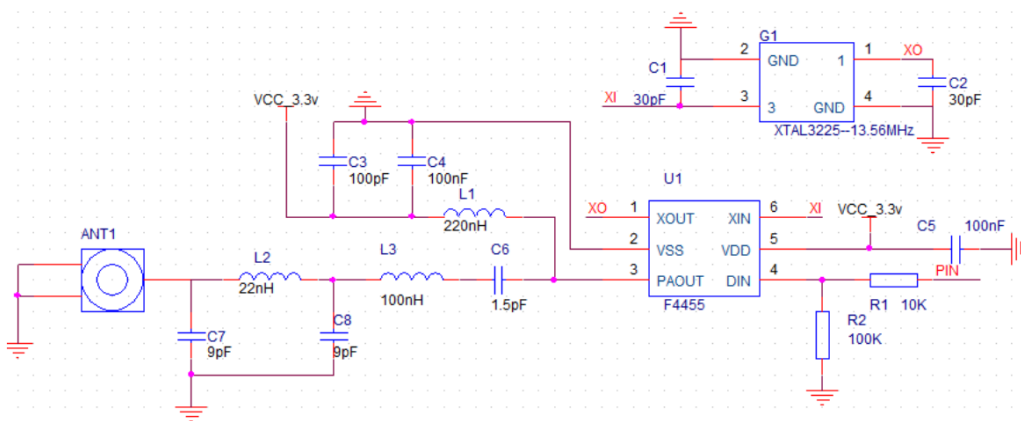 G1
2
GND
1
1
XO
C1
XI
30pF
3
3
GND
4
C2
30pF
XTAL3225--13.56MHz
VCC_3.3v
C3
100pF
C4
100nF
L1
220nH
U1
XO
1
XOUT
XIN
6
XI
2
VSS
VDD
5
VCC_3.3v
C5
100nF
3
PAOUT
DIN
4
PIN
F4455
R1
10K
R2
100K
ANT1
L2
22nH
L3
100nH
C6
1.5pF
C7
9pF
C8
9pF